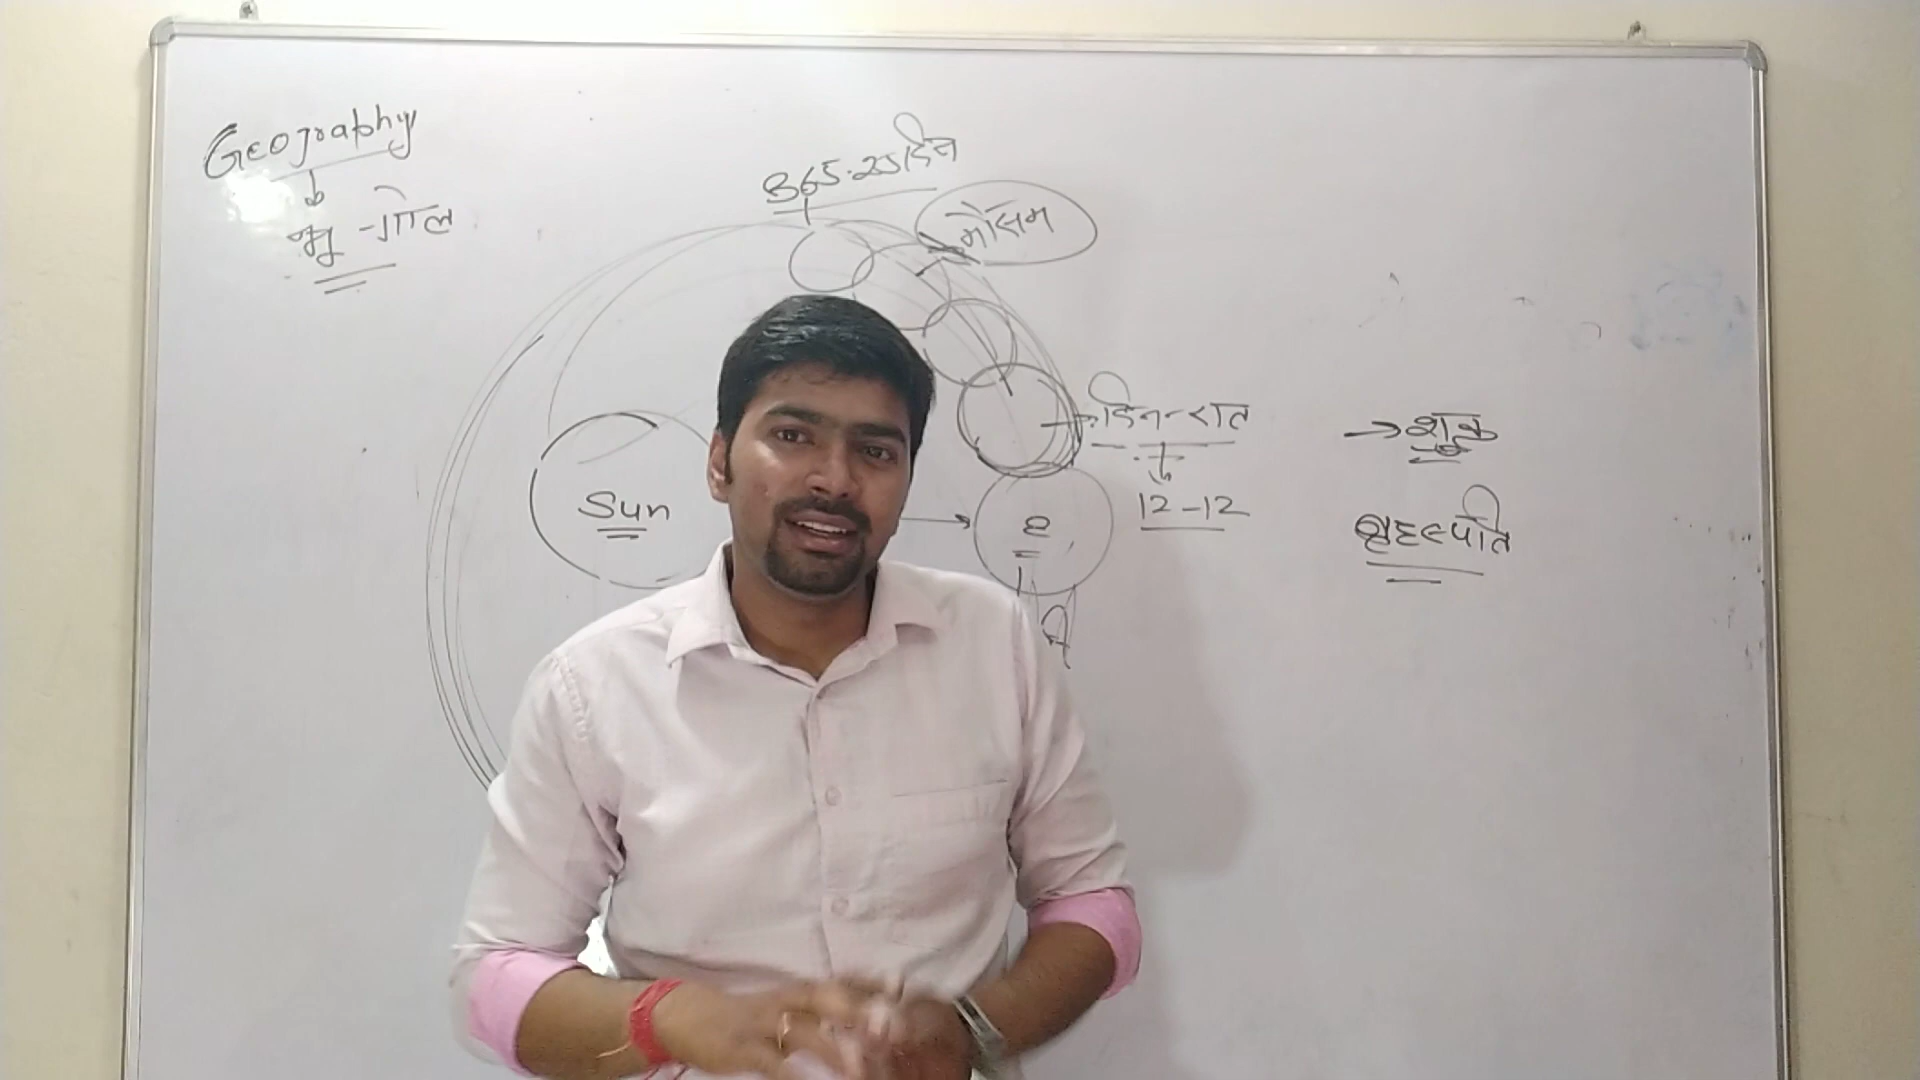 Geography
भू-गोल
365.25 दिन
मौसम
दिन-रात
12-12
Sun
e
→ शुक्र
बृहस्पति